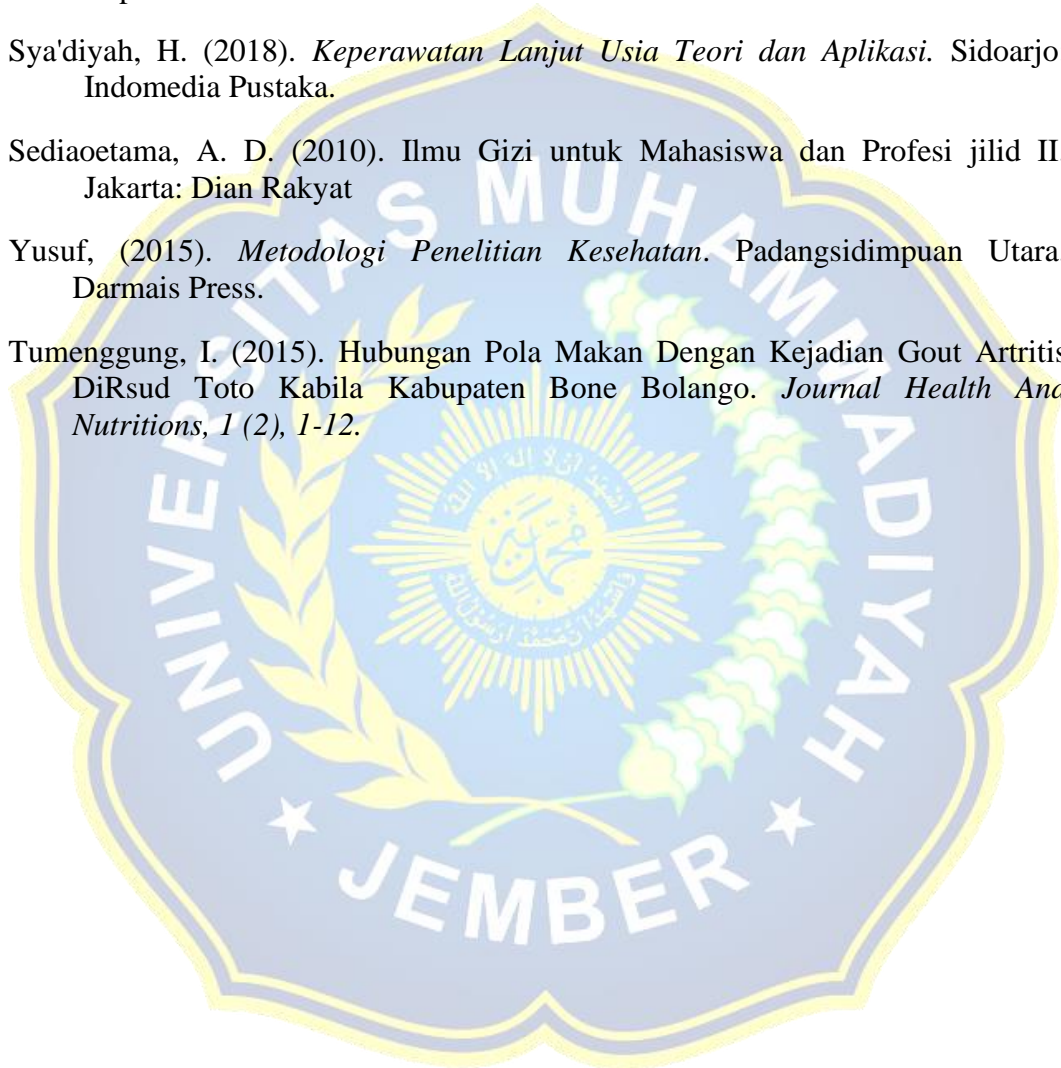 Sya'diyah, H. (2018). Keperawatan Lanjut Usia Teori dan Aplikasi. Sidoarjo
Indomedia Pustaka.
Sediaoetama, A. D. (2010). Ilmu Gizi untuk Mahasiswa dan Profesi jilid II
Jakarta: Dian Rakyat
Yusuf, (2015). Metodologi Penelitian Kesehatan. Padangsidimpuan Utara.
Darmais Press.
Tumenggung, I. (2015). Hubungan Pola Makan Dengan Kejadian Gout Artritis
DiRsud Toto Kabila Kabupaten Bone Bolango. Journal Health And
Nutritions, 1 (2), 1-12.
UNIVERSITAS MUHAMMADIYAH
JEMBER
محمدية